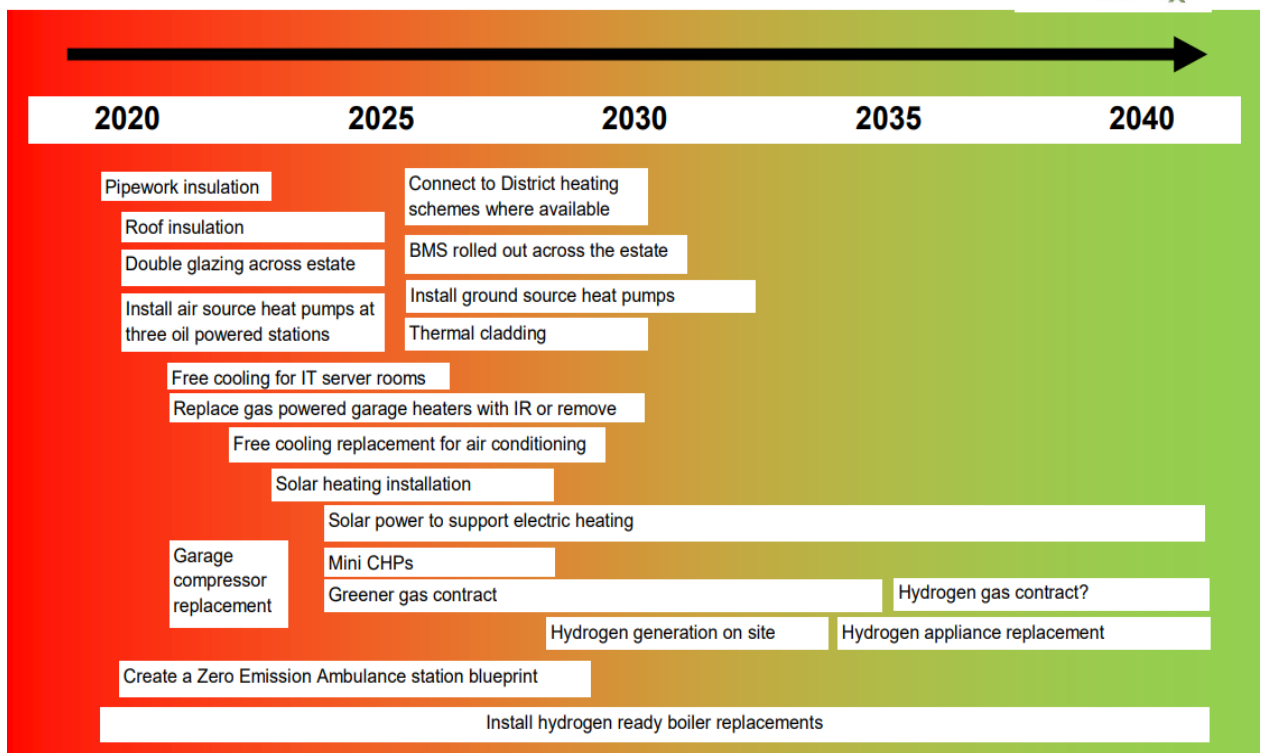 2020 2025 2030 2035 2040
Pipework insulation
Roof insulation
Double glazing across estate
Install air source heat pumps at
three oil powered stations
Connect to District heating
schemes where available
BMS rolled out across the estate
Install ground source heat pumps
Thermal cladding
Free cooling for IT server rooms
Replace gas powered garage heaters with IR or remove
Free cooling replacement for air conditioning
Solar heating installation
Solar power to support electric heating
Garage
compressor
replacement
Mini CHPs
Greener gas contract
Hydrogen gas contract?
Hydrogen generation on site
Hydrogen appliance replacement
Create a Zero Emission Ambulance station blueprint
Install hydrogen ready boiler replacements